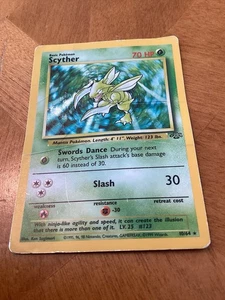 Basic Pokémon
Scyther
70 HP
Mantis Pokémon. Length: 4' 11", Weight: 123 lbs.
Swords Dance During your next
turn, Scyther's Slash attack's base damage
is 60 instead of 30.
Slash 30
weakness resistance retreat cost
-30
With ninja-like agility and speed, it can create the illusion
that there is more than one of it. LV. 25 #123